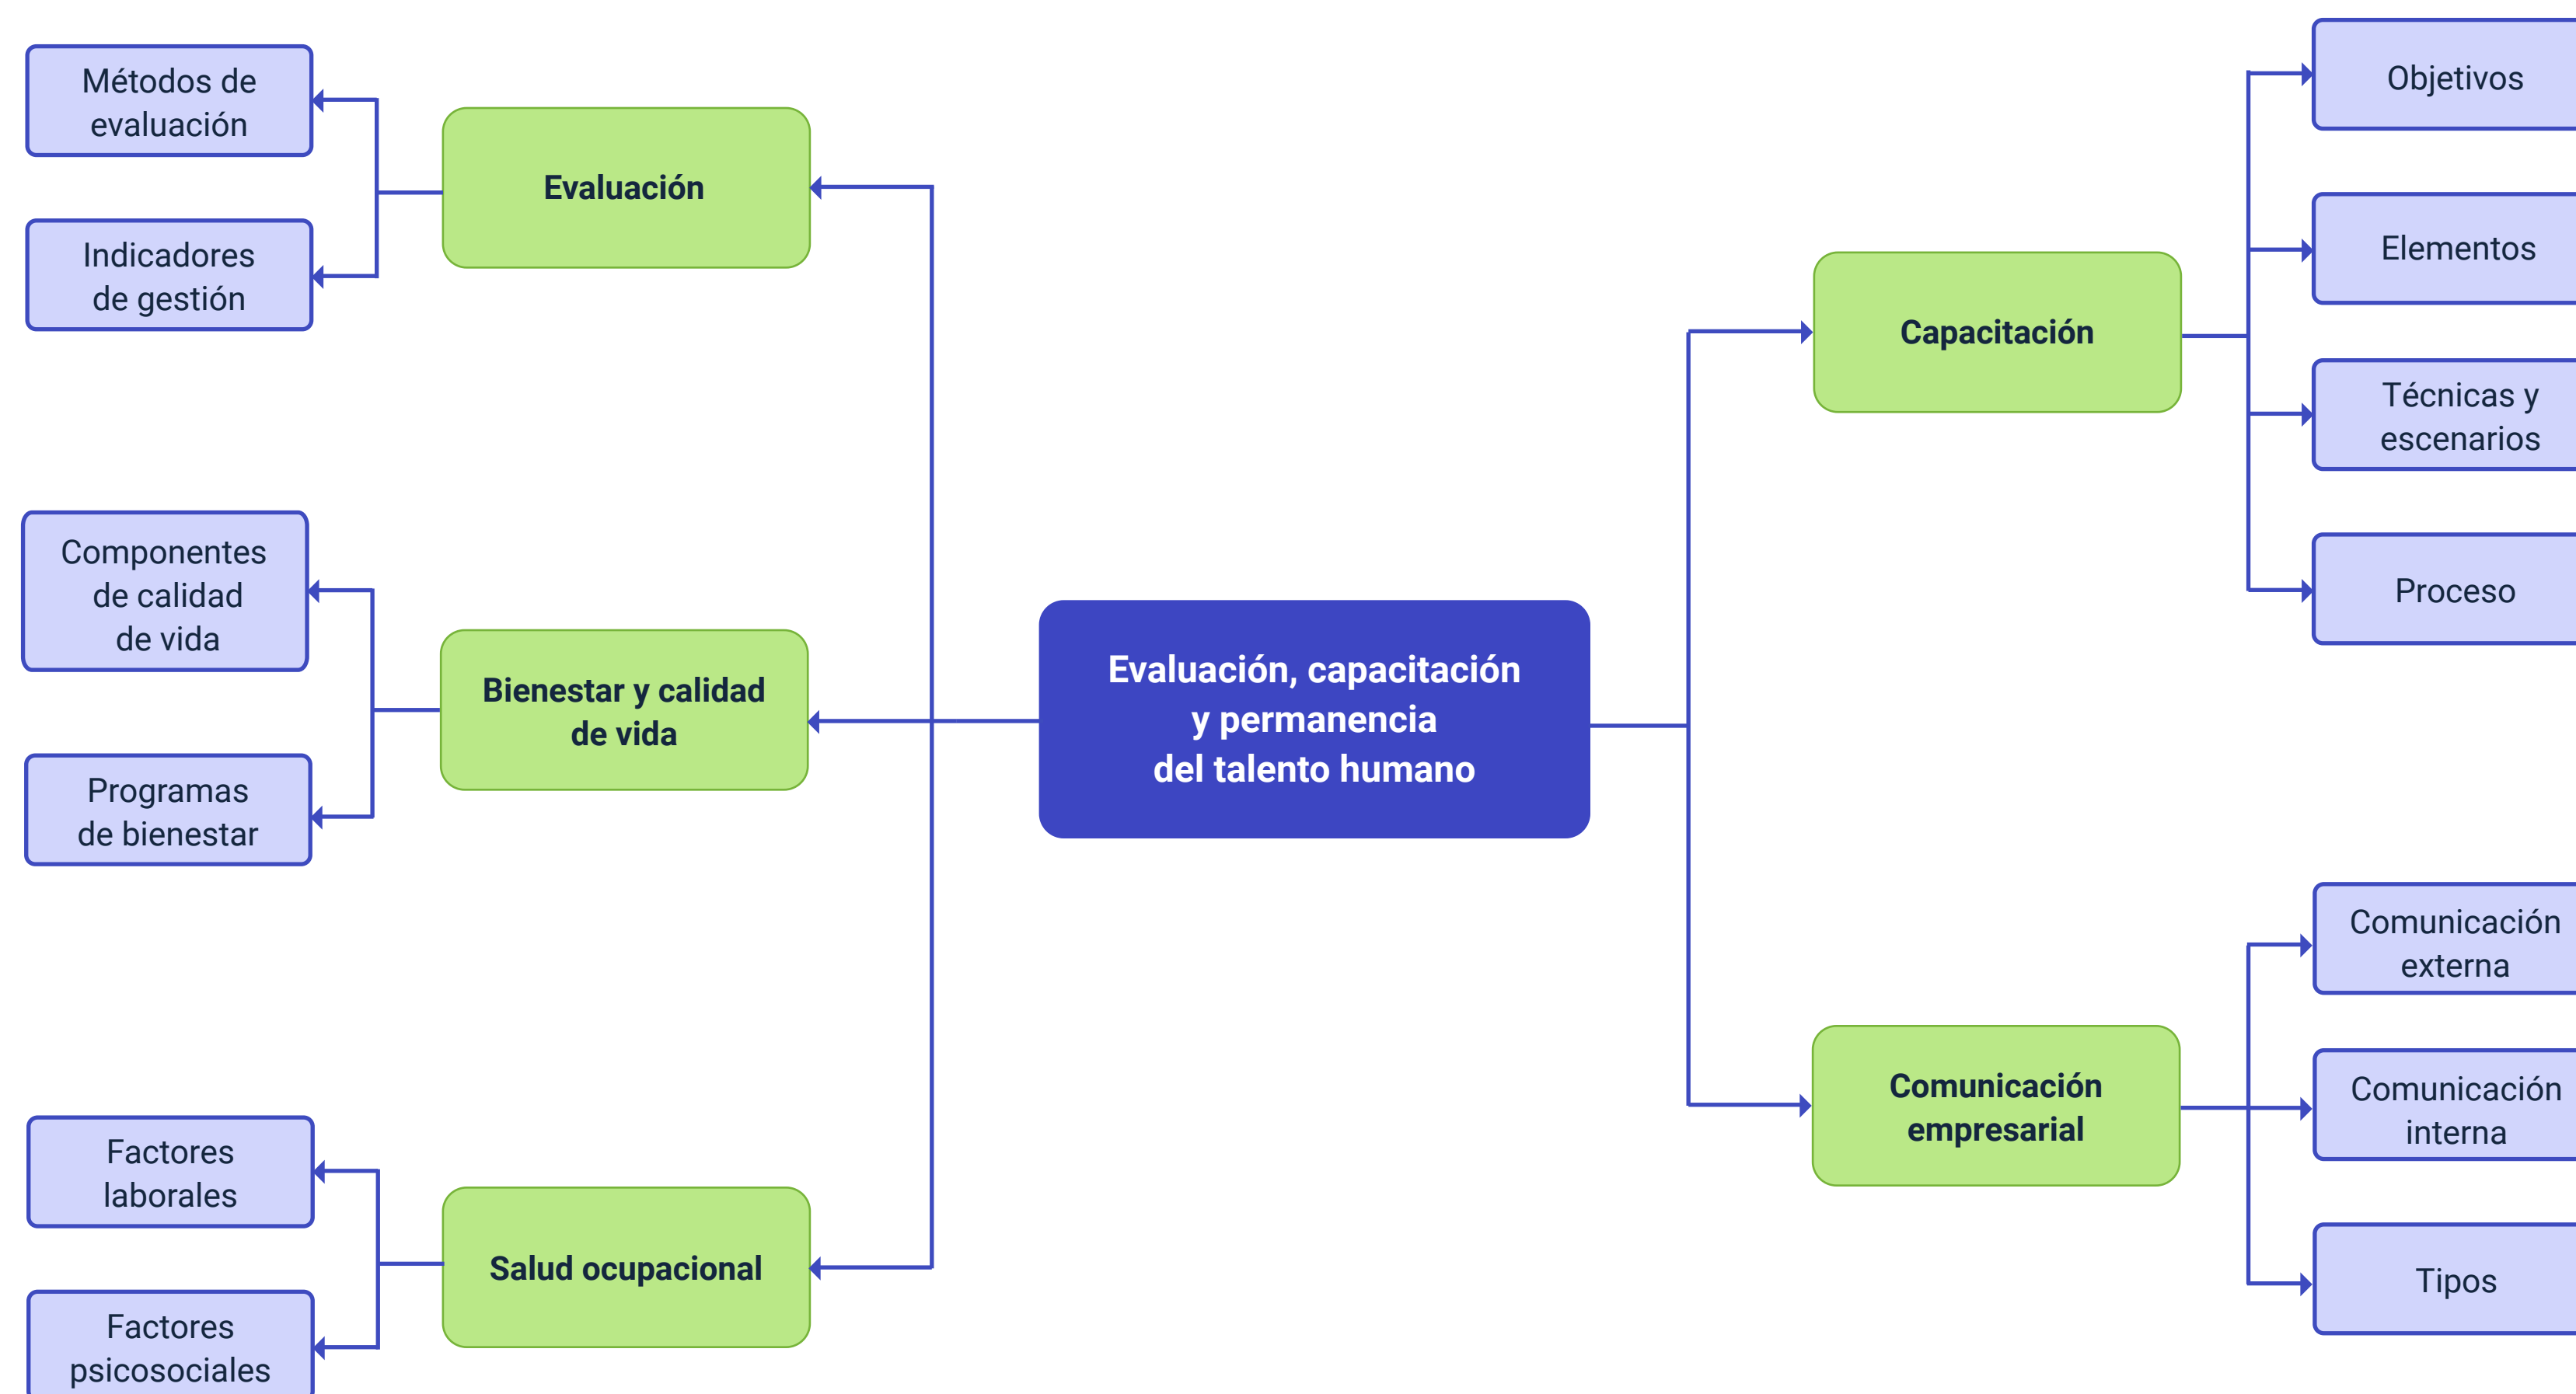 Métodos de
evaluación
Indicadores
de gestión
Evaluación
Componentes
de calidad
de vida
Programas
de bienestar
Bienestar y calidad
de vida
Factores
laborales
Factores
psicosociales
Salud ocupacional
Evaluación, capacitación
y permanencia
del talento humano
Capacitación
Objetivos
Elementos
Técnicas y
escenarios
Proceso
Comunicación
empresarial
Comunicación
externa
Comunicación
interna
Tipos